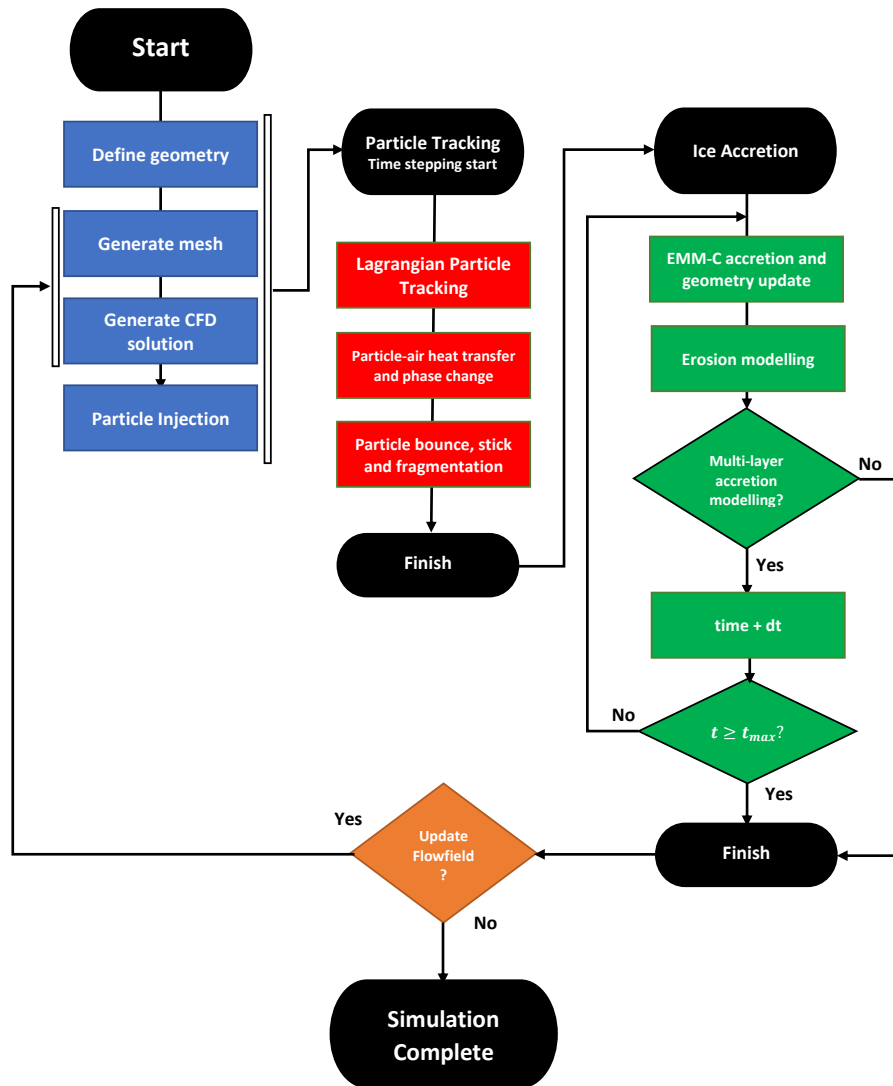 Start
Define geometry
Generate mesh
Generate CFD
solution
Particle Injection
Particle Tracking
Time stepping start
Lagrangian Particle
Tracking
Particle-air heat transfer
and phase change
Particle bounce, stick
and fragmentation
Finish
Ice Accretion
EMM-C accretion and
geometry update
Erosion modelling
Multi-layer
accretion
modelling?
No
Yes
time + dt
No
t ≥ tmax?
Yes
Finish
Update
Flowfield
?
Yes
No
Simulation
Complete